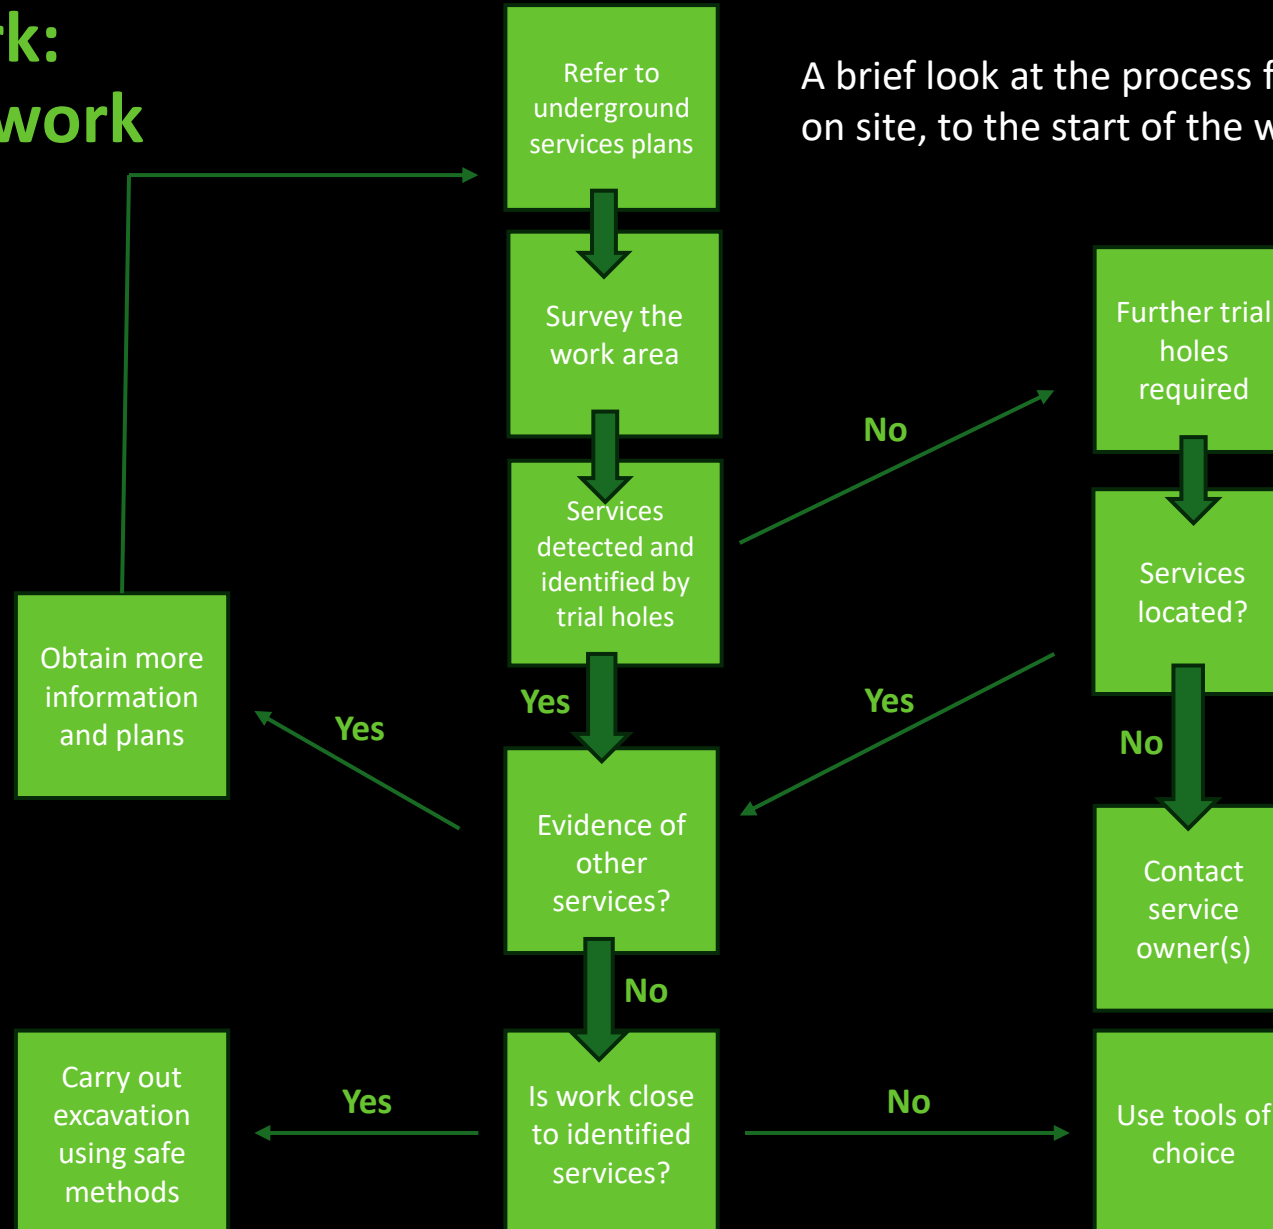 rk:
work
A brief look at the process f
on site, to the start of the w
Refer to
underground
services plans
Survey the
work area
Services
detected and
identified by
trial holes
No
Further trial
holes
required
Services
located?
Yes
Yes
Yes
No
Obtain more
information
and plans
Evidence of
other
services?
Contact
service
owner(s)
No
Carry out
excavation
using safe
methods
Yes
Is work close
to identified
services?
No
Use tools of
choice